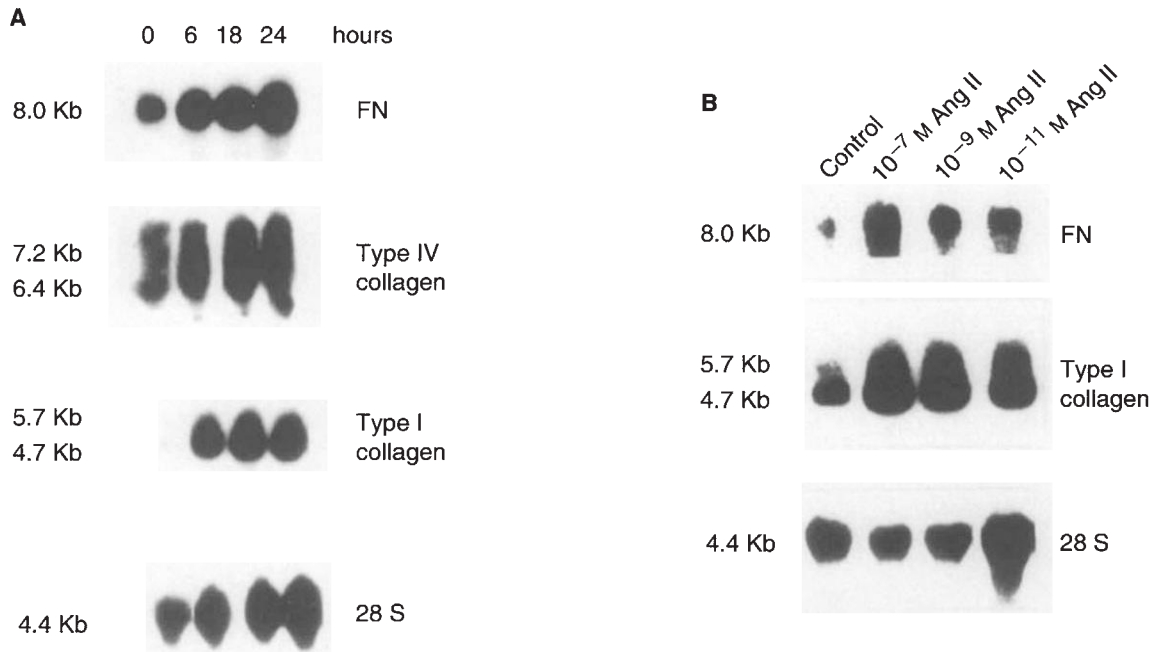 A
0 6 18 24 hours
8.0 Kb FN
7.2 Kb Type IV
6.4 Kb collagen
5.7 Kb Type I
4.7 Kb collagen
4.4 Kb 28 S
B
Control
10⁻⁷ M Ang II
10⁻⁹ M Ang II
10⁻¹¹ M Ang II
8.0 Kb FN
5.7 Kb Type I
4.7 Kb collagen
4.4 Kb 28 S